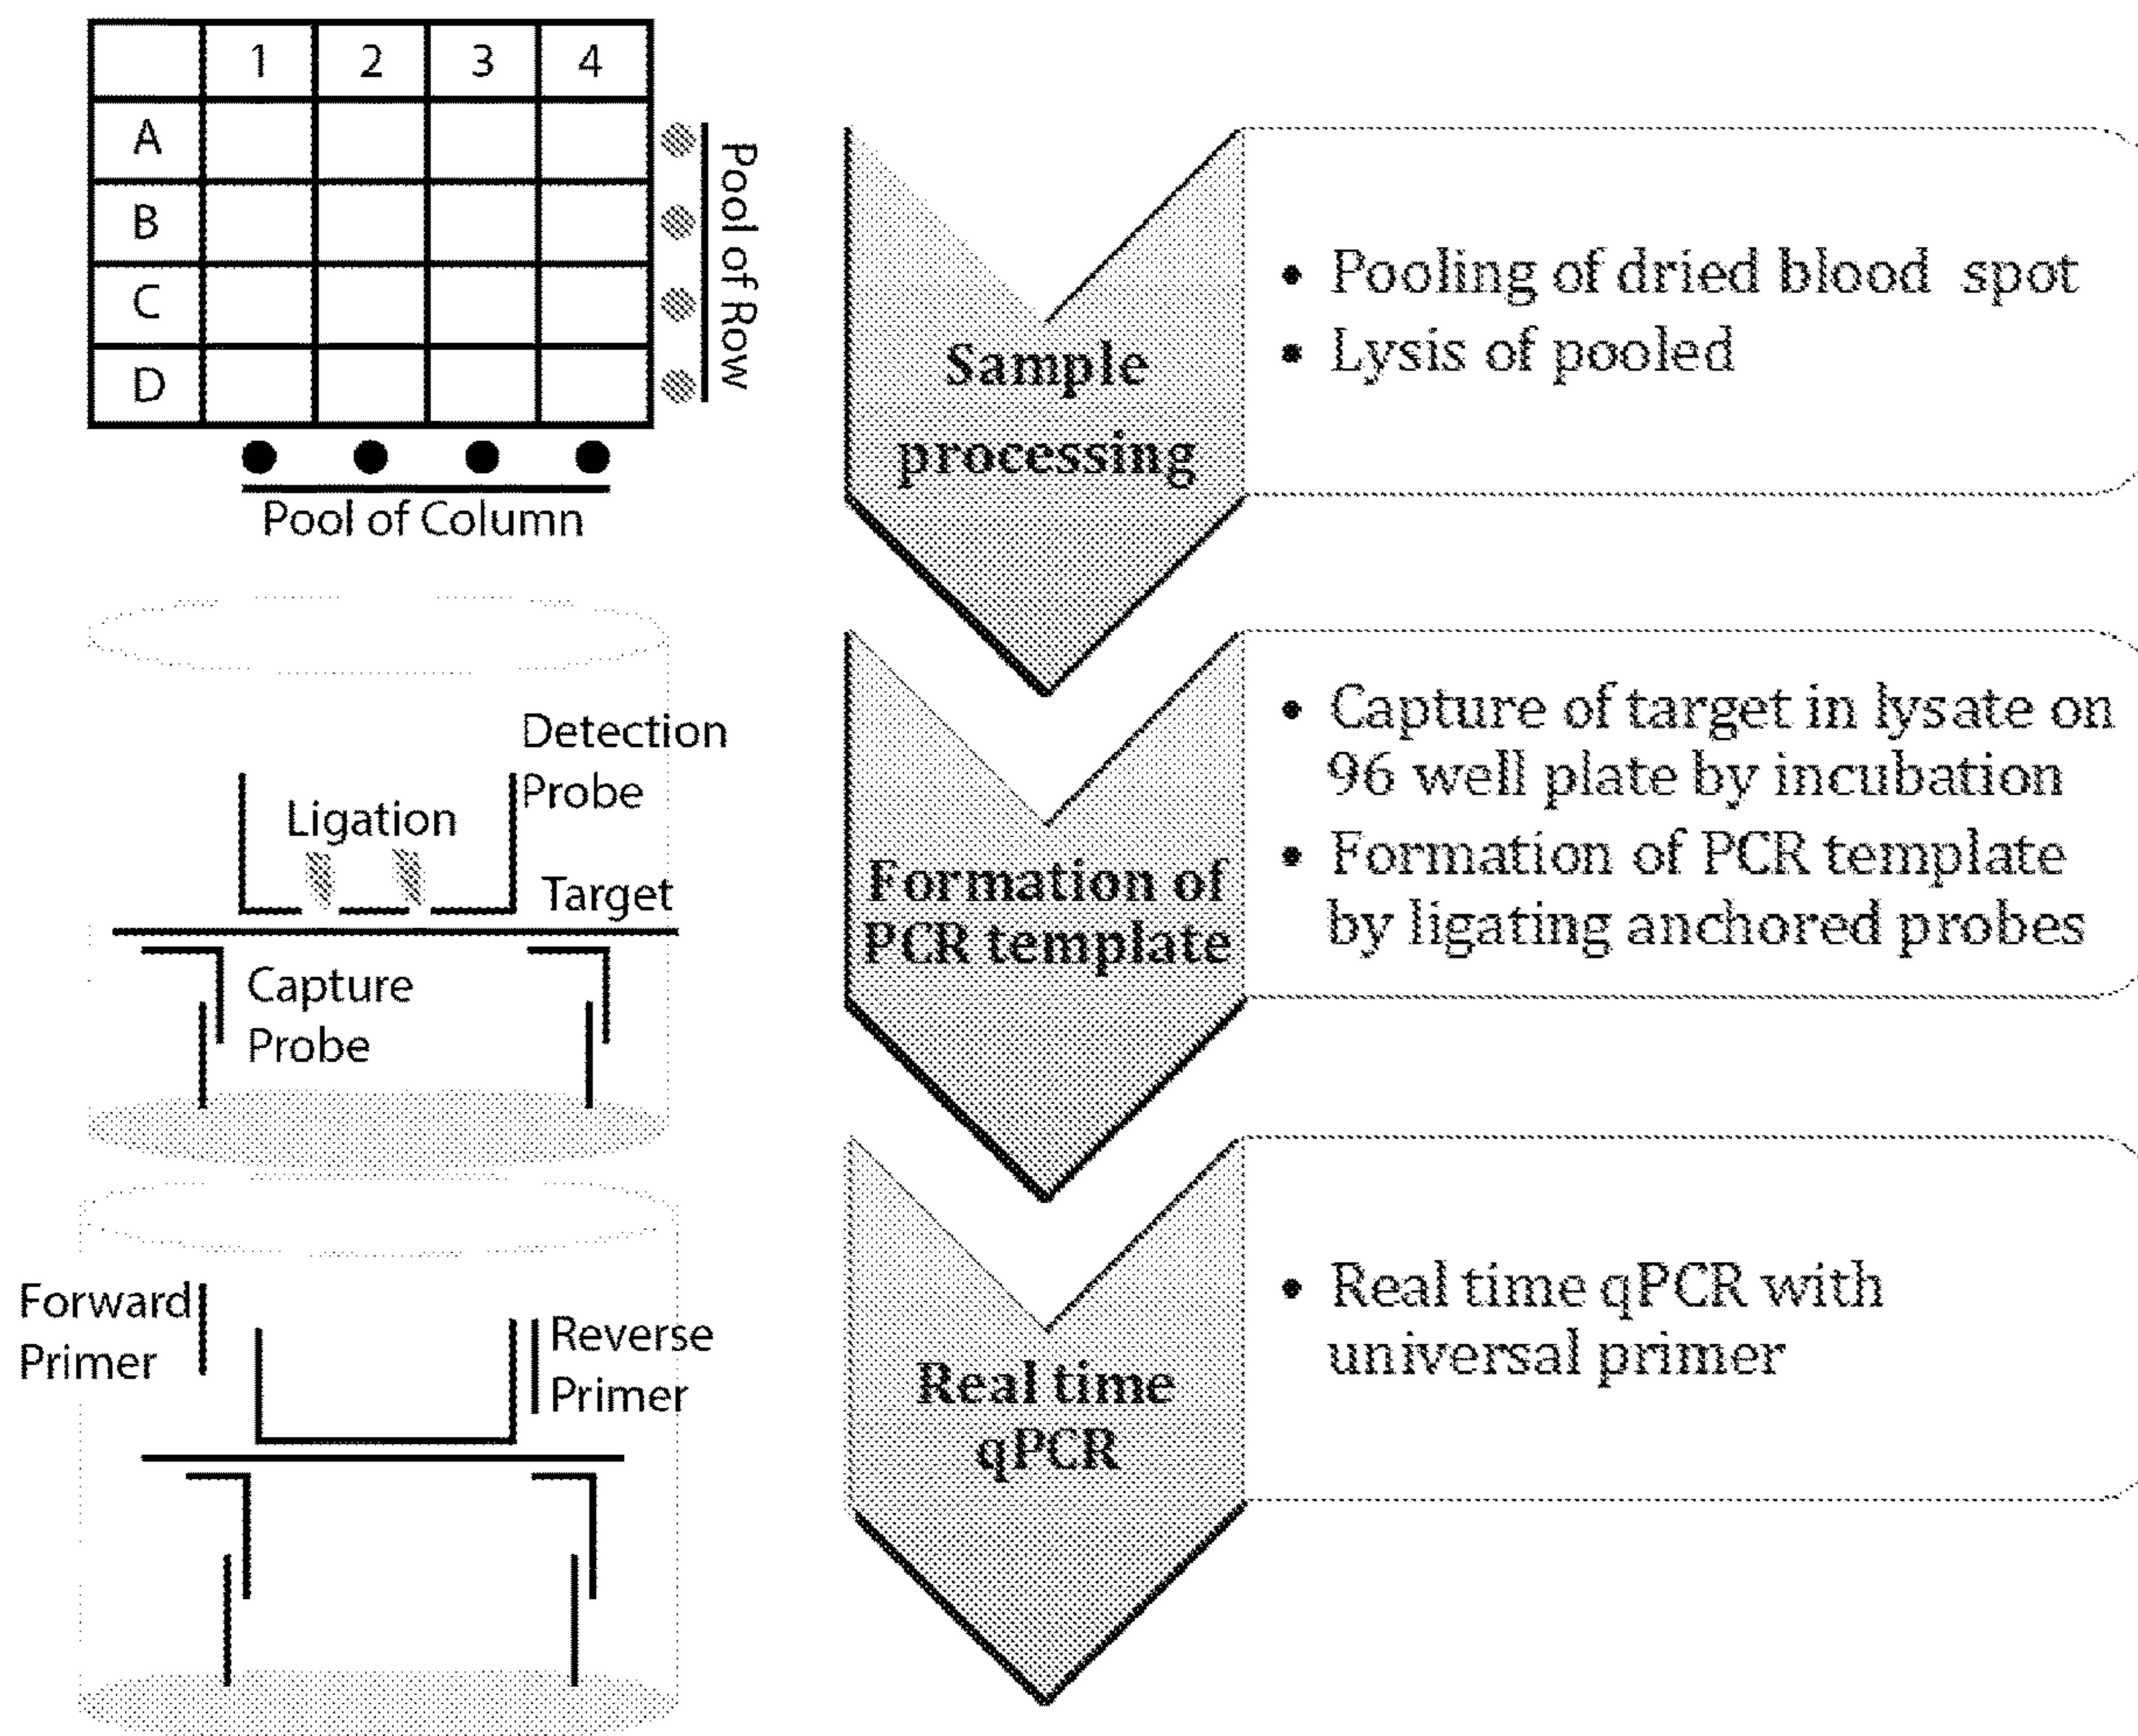 1 2 3 4
A
B
C
D
Pool of Row
Pool of Column
Sample
processing
• Pooling of dried blood spot
• Lysis of pooled
Detection
Probe
Ligation
Target
Capture
Probe
Formation of
PCR template
• Capture of target in lysate on
96 well plate by incubation
• Formation of PCR template
by ligating anchored probes
Forward
Primer
Reverse
Primer
Real time
qPCR
• Real time qPCR with
universal primer